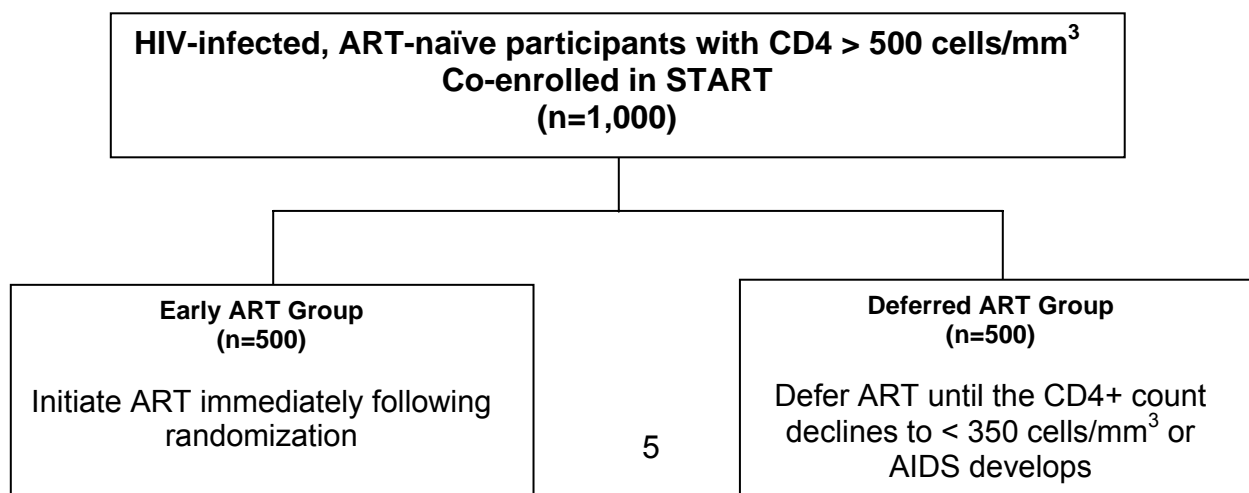 HIV-infected, ART-naïve participants with CD4 > 500 cells/mm³
Co-enrolled in START
(n=1,000)
Early ART Group
(n=500)
Initiate ART immediately following
randomization
5
Deferred ART Group
(n=500)
Defer ART until the CD4+ count
declines to < 350 cells/mm³ or
AIDS develops